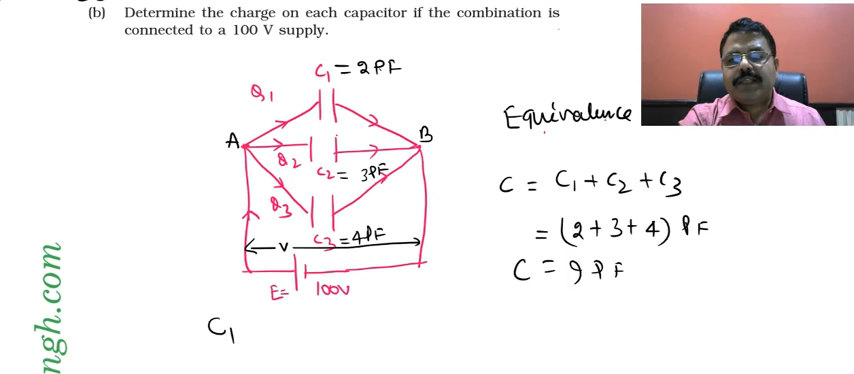 (b) Determine the charge on each capacitor if the combination is
connected to a 100 V supply.
C1 = 2PF
Q1
A
B
Q2
C2 = 3PF
Q3
C3 = 4PF
V
E= 100V
C1
Equivalence
C = C1 + C2 + C3
= (2 + 3 + 4) PF
C = 9 PF
ngh.com